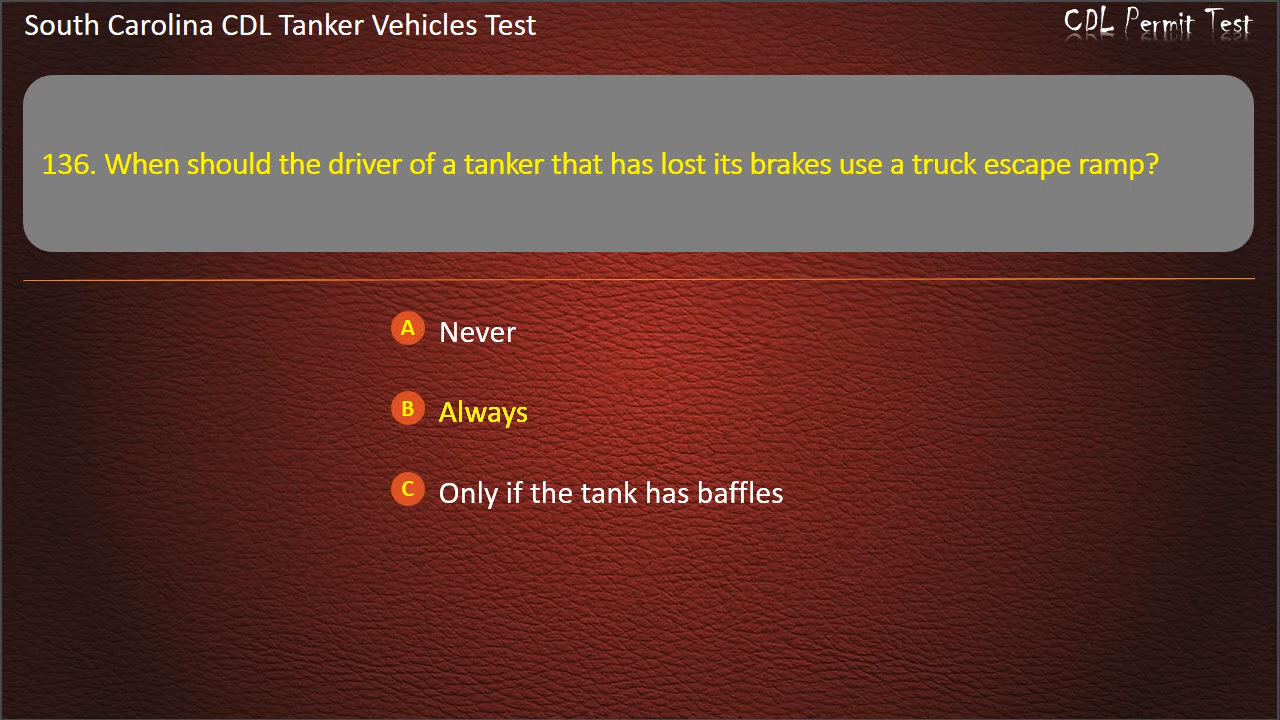 South Carolina CDL Tanker Vehicles Test
CDL Permit Test
136. When should the driver of a tanker that has lost its brakes use a truck escape ramp?
A Never
B Always
C Only if the tank has baffles